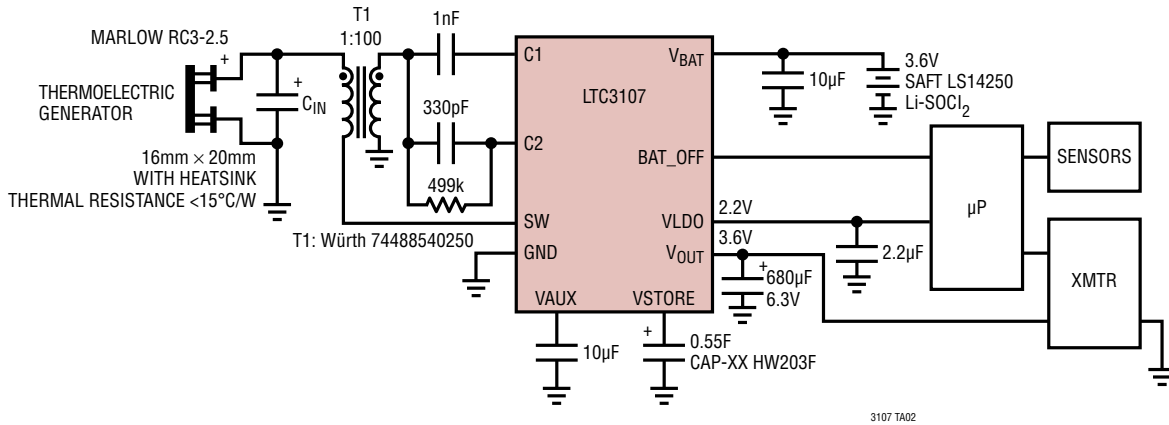 MARLOW RC3-2.5
+
THERMOELECTRIC
GENERATOR
+
CIN
16mm × 20mm
WITH HEATSINK
THERMAL RESISTANCE <15°C/W
T1
1:100
1nF
330pF
499k
T1: Würth 74488540250
LTC3107
C1
C2
SW
GND
VAUX
VSTORE
VBAT
BAT_OFF
VLDO
VOUT
10µF
+
0.55F
CAP-XX HW203F
10µF
3.6V
SAFT LS14250
Li-SOCl2
2.2V
3.6V
+
680µF
6.3V
2.2µF
µP
SENSORS
XMTR
3107 TA02